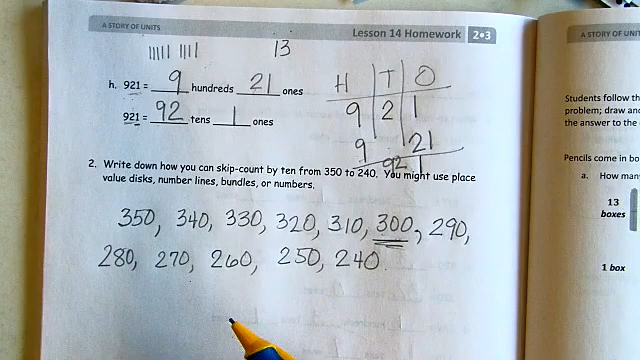 A STORY OF UNITS
Lesson 14 Homework 2•3
13
h. 921 = 9 hundreds 21 ones
921 = 92 tens 1 ones
H T O
9 2 1
9 21
92 1
2. Write down how you can skip-count by ten from 350 to 240. You might use place
value disks, number lines, bundles, or numbers.
350, 340, 330, 320, 310, 300, 290,
280, 270, 260, 250, 240
A STORY OF UNIT
Students follow th
problem; draw an
the answer to the
Pencils come in bo
a. How man
13
boxes
1 box